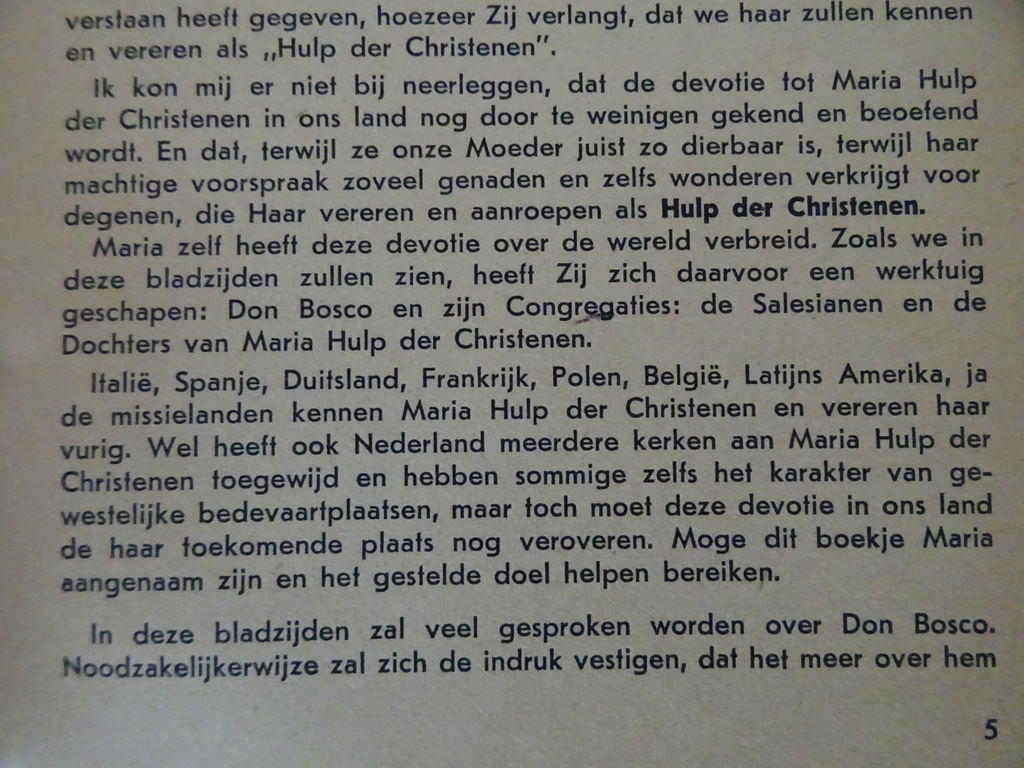 verstaan heeft gegeven, hoezeer Zij verlangt, dat we haar zullen kennen
en vereren als „Hulp der Christenen".
Ik kon mij er niet bij neerleggen, dat de devotie tot Maria Hulp
der Christenen in ons land nog door te weinigen gekend en beoefend
wordt. En dat, terwijl ze onze Moeder juist zo dierbaar is, terwijl haar
machtige voorspraak zoveel genaden en zelfs wonderen verkrijgt voor
degenen, die Haar vereren en aanroepen als Hulp der Christenen.
Maria zelf heeft deze devotie over de wereld verbreid. Zoals we in
deze bladzijden zullen zien, heeft Zij zich daarvoor een werktuig
geschapen: Don Bosco en zijn Congregaties: de Salesianen en de
Dochters van Maria Hulp der Christenen.
Italië, Spanje, Duitsland, Frankrijk, Polen, België, Latijns Amerika, ja
de missielanden kennen Maria Hulp der Christenen en vereren haar
vurig. Wel heeft ook Nederland meerdere kerken aan Maria Hulp der
Christenen toegewijd en hebben sommige zelfs het karakter van ge-
westelijke bedevaartplaatsen, maar toch moet deze devotie in ons land
de haar toekomende plaats nog veroveren. Moge dit boekje Maria
aangenaam zijn en het gestelde doel helpen bereiken.
In deze bladzijden zal veel gesproken worden over Don Bosco.
Noodzakelijkerwijze zal zich de indruk vestigen, dat het meer over hem
5